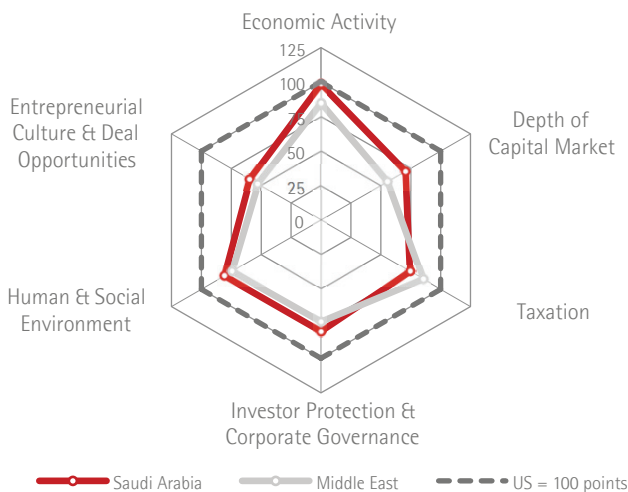 Economic Activity
125
100
75
50
25
0
Entrepreneurial
Culture & Deal
Opportunities
Depth of
Capital Market
Human & Social
Environment
Taxation
Investor Protection &
Corporate Governance
Saudi Arabia
Middle East
US = 100 points